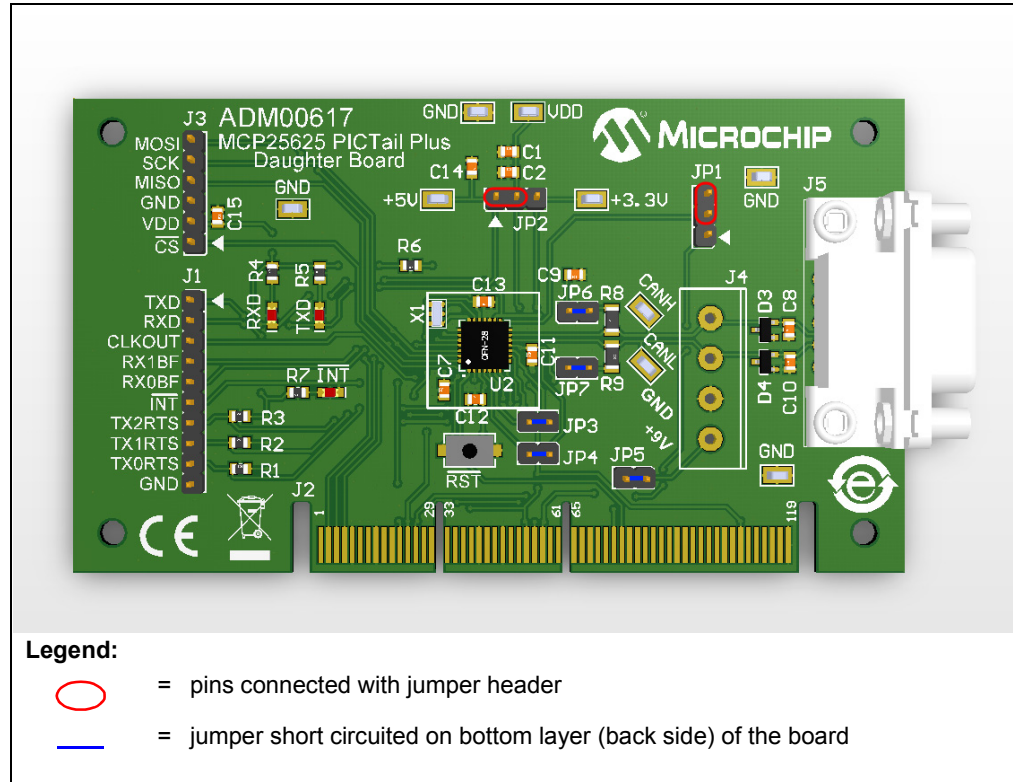 J3 ADM00617
MCP25625 PICTail Plus
Daughter Board
MOSI
SCK
MISO
GND
VDD
CS
C15
GND
GND
VDD
C1
C2
C14
+5V
JP2
+3.3V
MICROCHIP
JP1
GND
J5
J1
TXD
RXD
CLKOUT
RX1BF
RX0BF
INT
TX2RTS
TX1RTS
TX0RTS
GND
R4
R5
RXD
TXD
R6
R7 INT
R3
R2
R1
X1
C13
QFN-28
C11
C7
U2
C12
RST
C9
JP6
R8
CANH
JP7
R9
CANL
GND
+9V
J4
D3
C8
D4
C10
JP3
JP4
JP5
GND
e
J2
1
29
33
61
65
119
CE
Legend:
= pins connected with jumper header
= jumper short circuited on bottom layer (back side) of the board